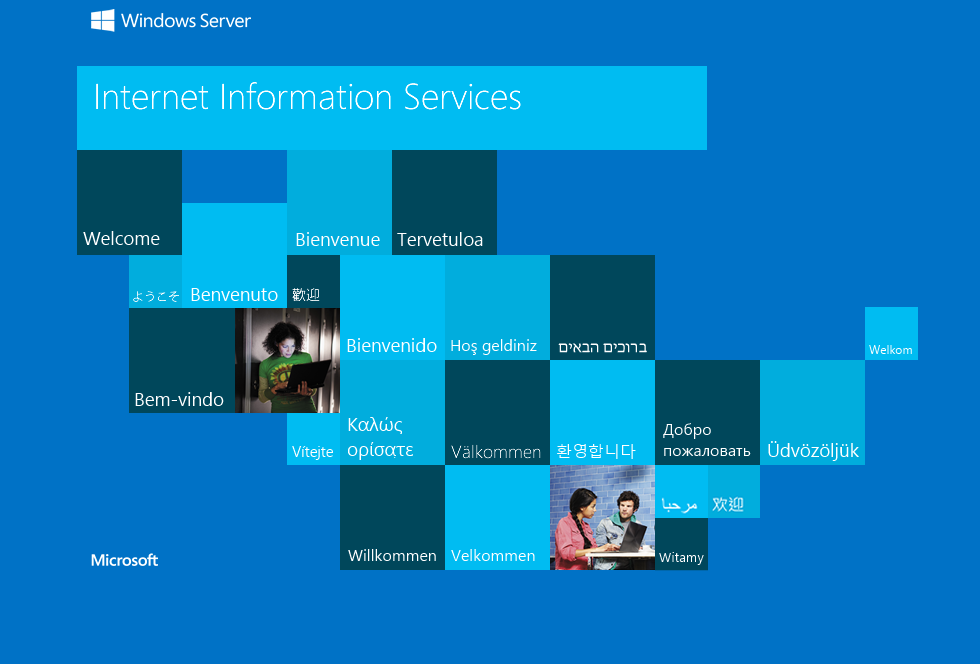 Windows Server
Internet Information Services
Welcome
Bienvenue
Tervetuloa
ようこそ
Benvenuto
歡迎
Bienvenido
Hoş geldiniz
ברוכים הבאים
Welkom
Bem-vindo
Vítejte
Καλώς
ορίσατε
Välkommen
환영합니다
Добро
пожаловать
Üdvözöljük
Willkommen
Velkommen
مرحبا
欢迎
Witamy
Microsoft